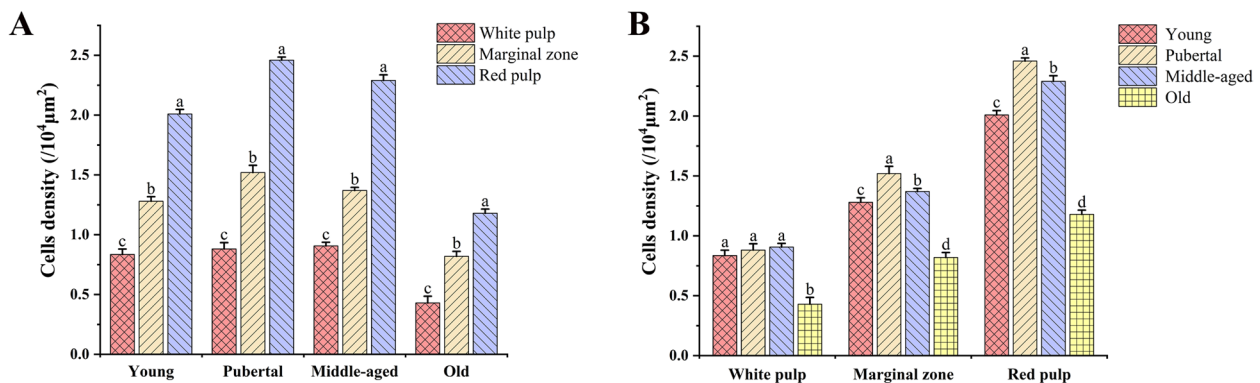 A
White pulp
Marginal zone
Red pulp
Cells density (/10⁴μm²)
2.5
2.0
1.5
1.0
0.5
0.0
c
b
a
c
b
a
c
b
a
c
b
a
Young
Pubertal
Middle-aged
Old
B
Young
Pubertal
Middle-aged
Old
Cells density (/10⁴μm²)
2.5
2.0
1.5
1.0
0.5
0.0
a
a
a
b
c
a
b
d
c
a
b
d
White pulp
Marginal zone
Red pulp